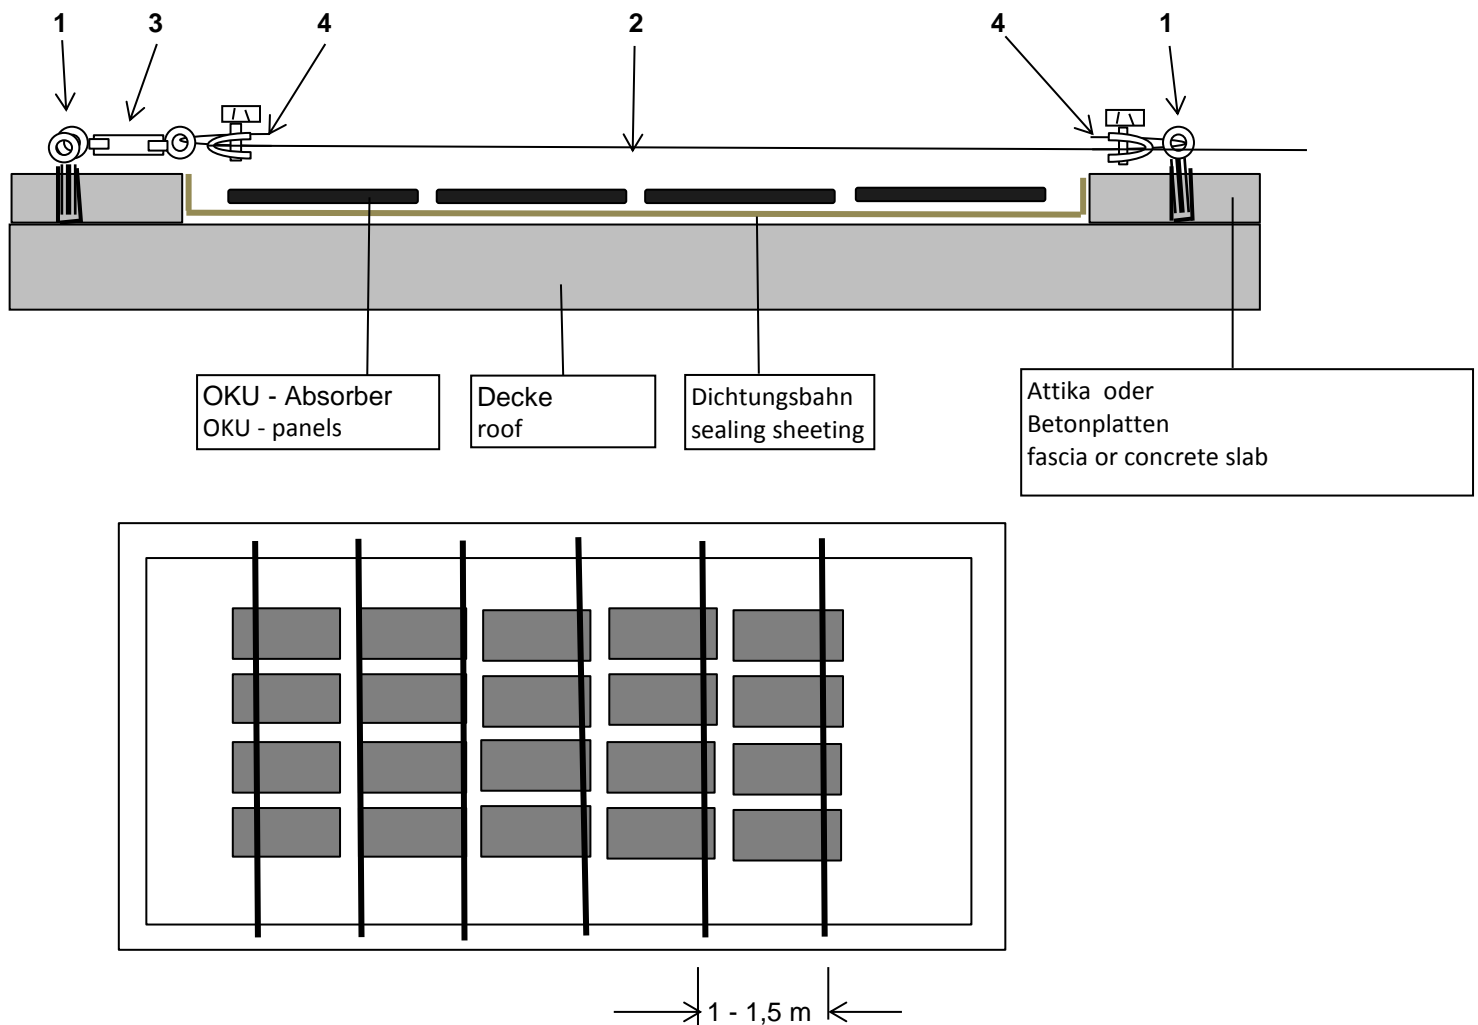 1 3 4 2 4 1
OKU - Absorber
OKU - panels
Decke
roof
Dichtungsbahn
sealing sheeting
Attika oder
Betonplatten
fascia or concrete slab
1 - 1,5 m